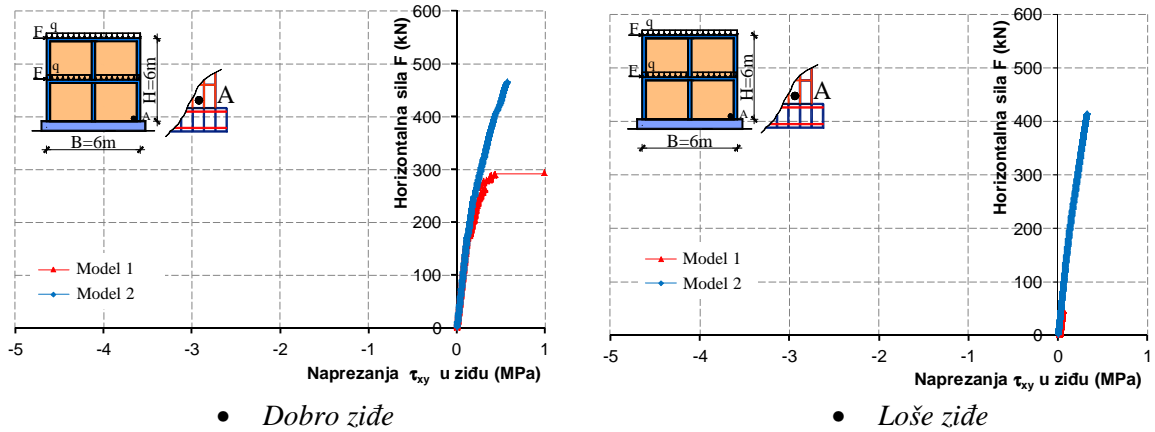 600
500
400
300
200
100
0
Horizontalna sila F (kN)
q
F
q
F
H=6m
A
B=6m
A
Model 1
Model 2
-5
-4
-3
-2
-1
0
1
Naprezanja τxy u ziđu (MPa)
• Dobro ziđe
600
500
400
300
200
100
0
Horizontalna sila F (kN)
q
F
q
F
H=6m
A
B=6m
A
Model 1
Model 2
-5
-4
-3
-2
-1
0
1
Naprezanja τxy u ziđu (MPa)
• Loše ziđe